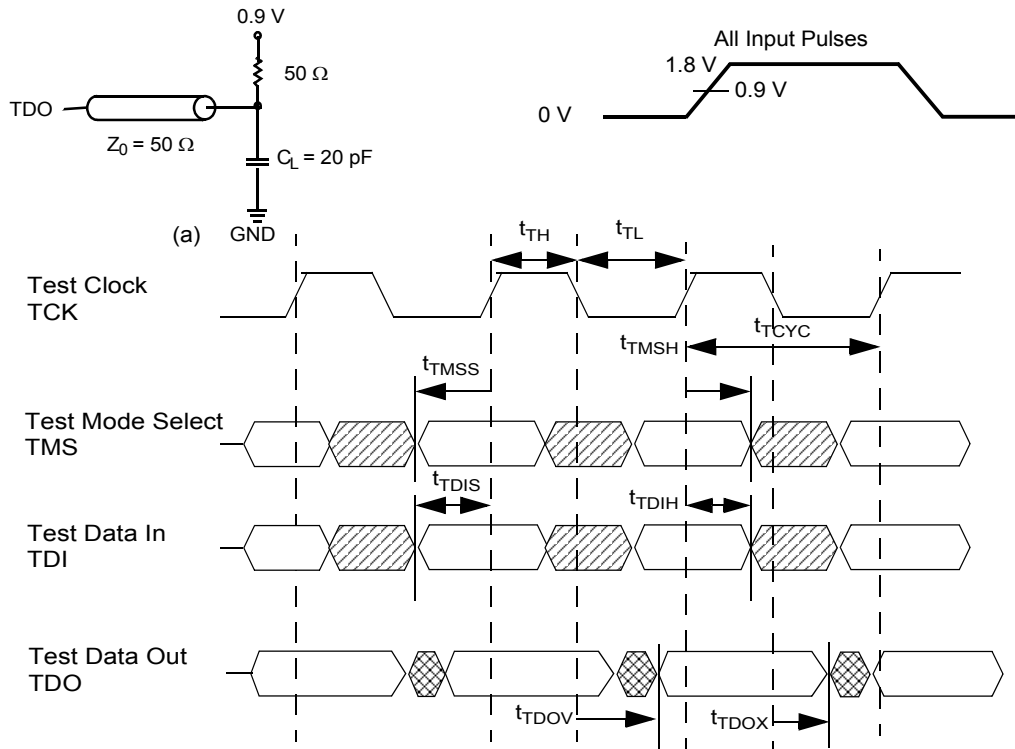 0.9 V
50 Ω
TDO
Z0 = 50 Ω
CL = 20 pF
(a)
GND
All Input Pulses
1.8 V
0.9 V
0 V
tTH
tTL
Test Clock
TCK
tTMSH
tTCYC
tTMSS
Test Mode Select
TMS
tTDIS
tTDIH
Test Data In
TDI
Test Data Out
TDO
tTDOV
tTDOX